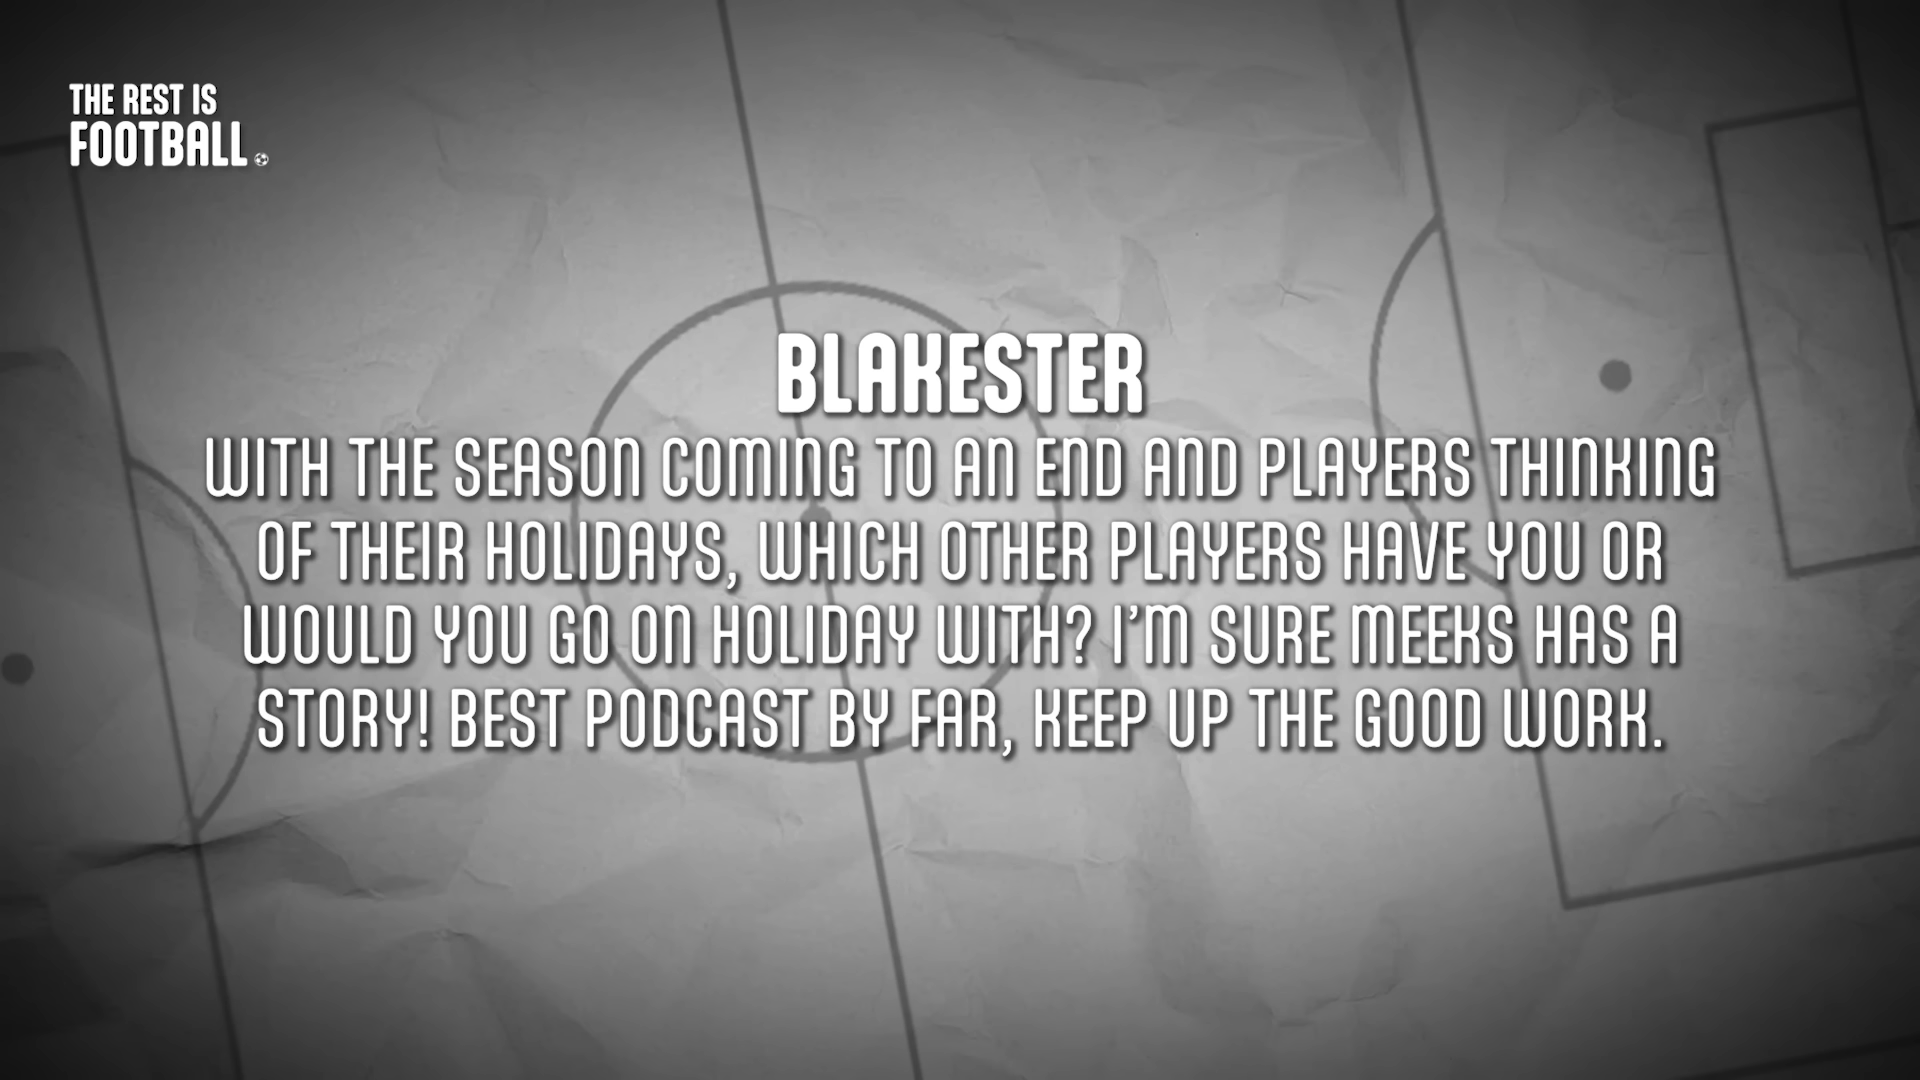 THE REST IS
FOOTBALL
BLAKESTER
WITH THE SEASON COMING TO AN END AND PLAYERS THINKING
OF THEIR HOLIDAYS, WHICH OTHER PLAYERS HAVE YOU OR
WOULD YOU GO ON HOLIDAY WITH? I'M SURE MEEKS HAS A
STORY! BEST PODCAST BY FAR, KEEP UP THE GOOD WORK.